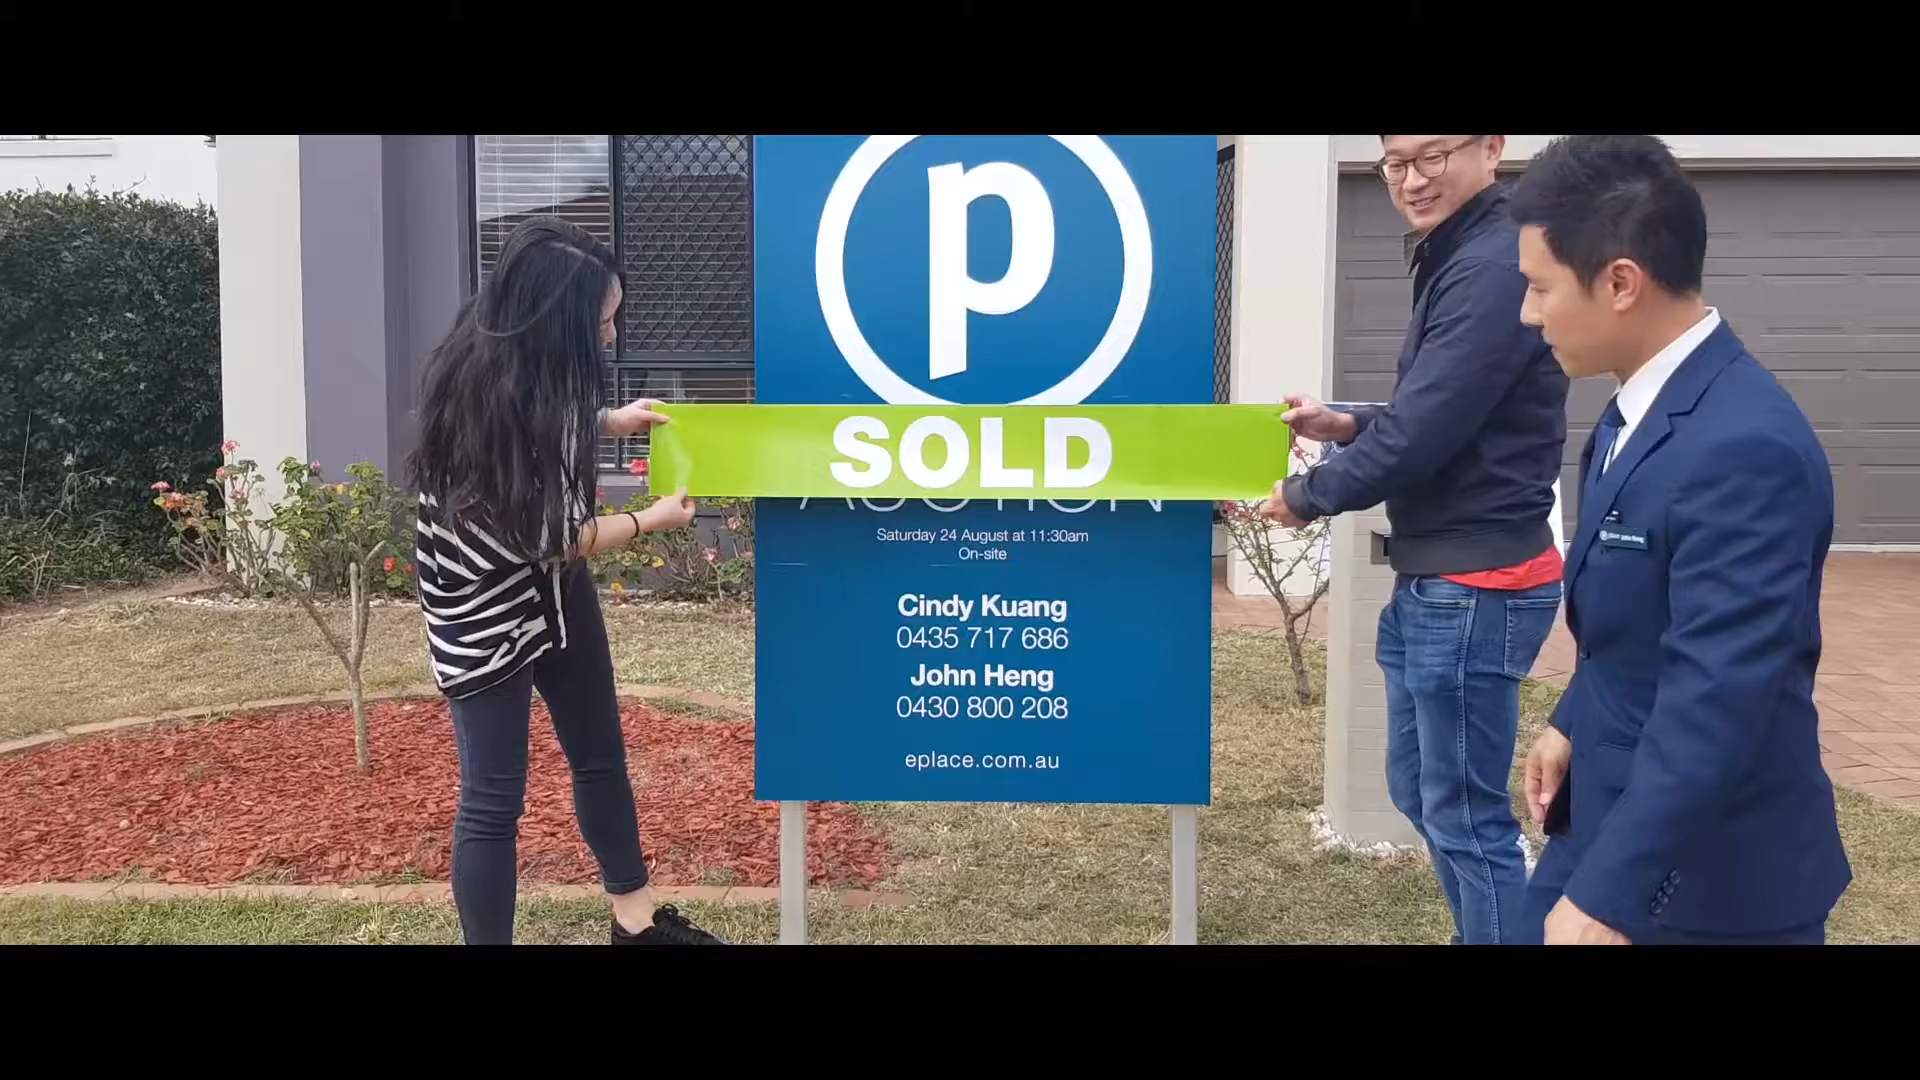 p
SOLD
AUCTION
Saturday 24 August at 11:30am
On-site
Cindy Kuang
0435 717 686
John Heng
0430 800 208
eplace.com.au